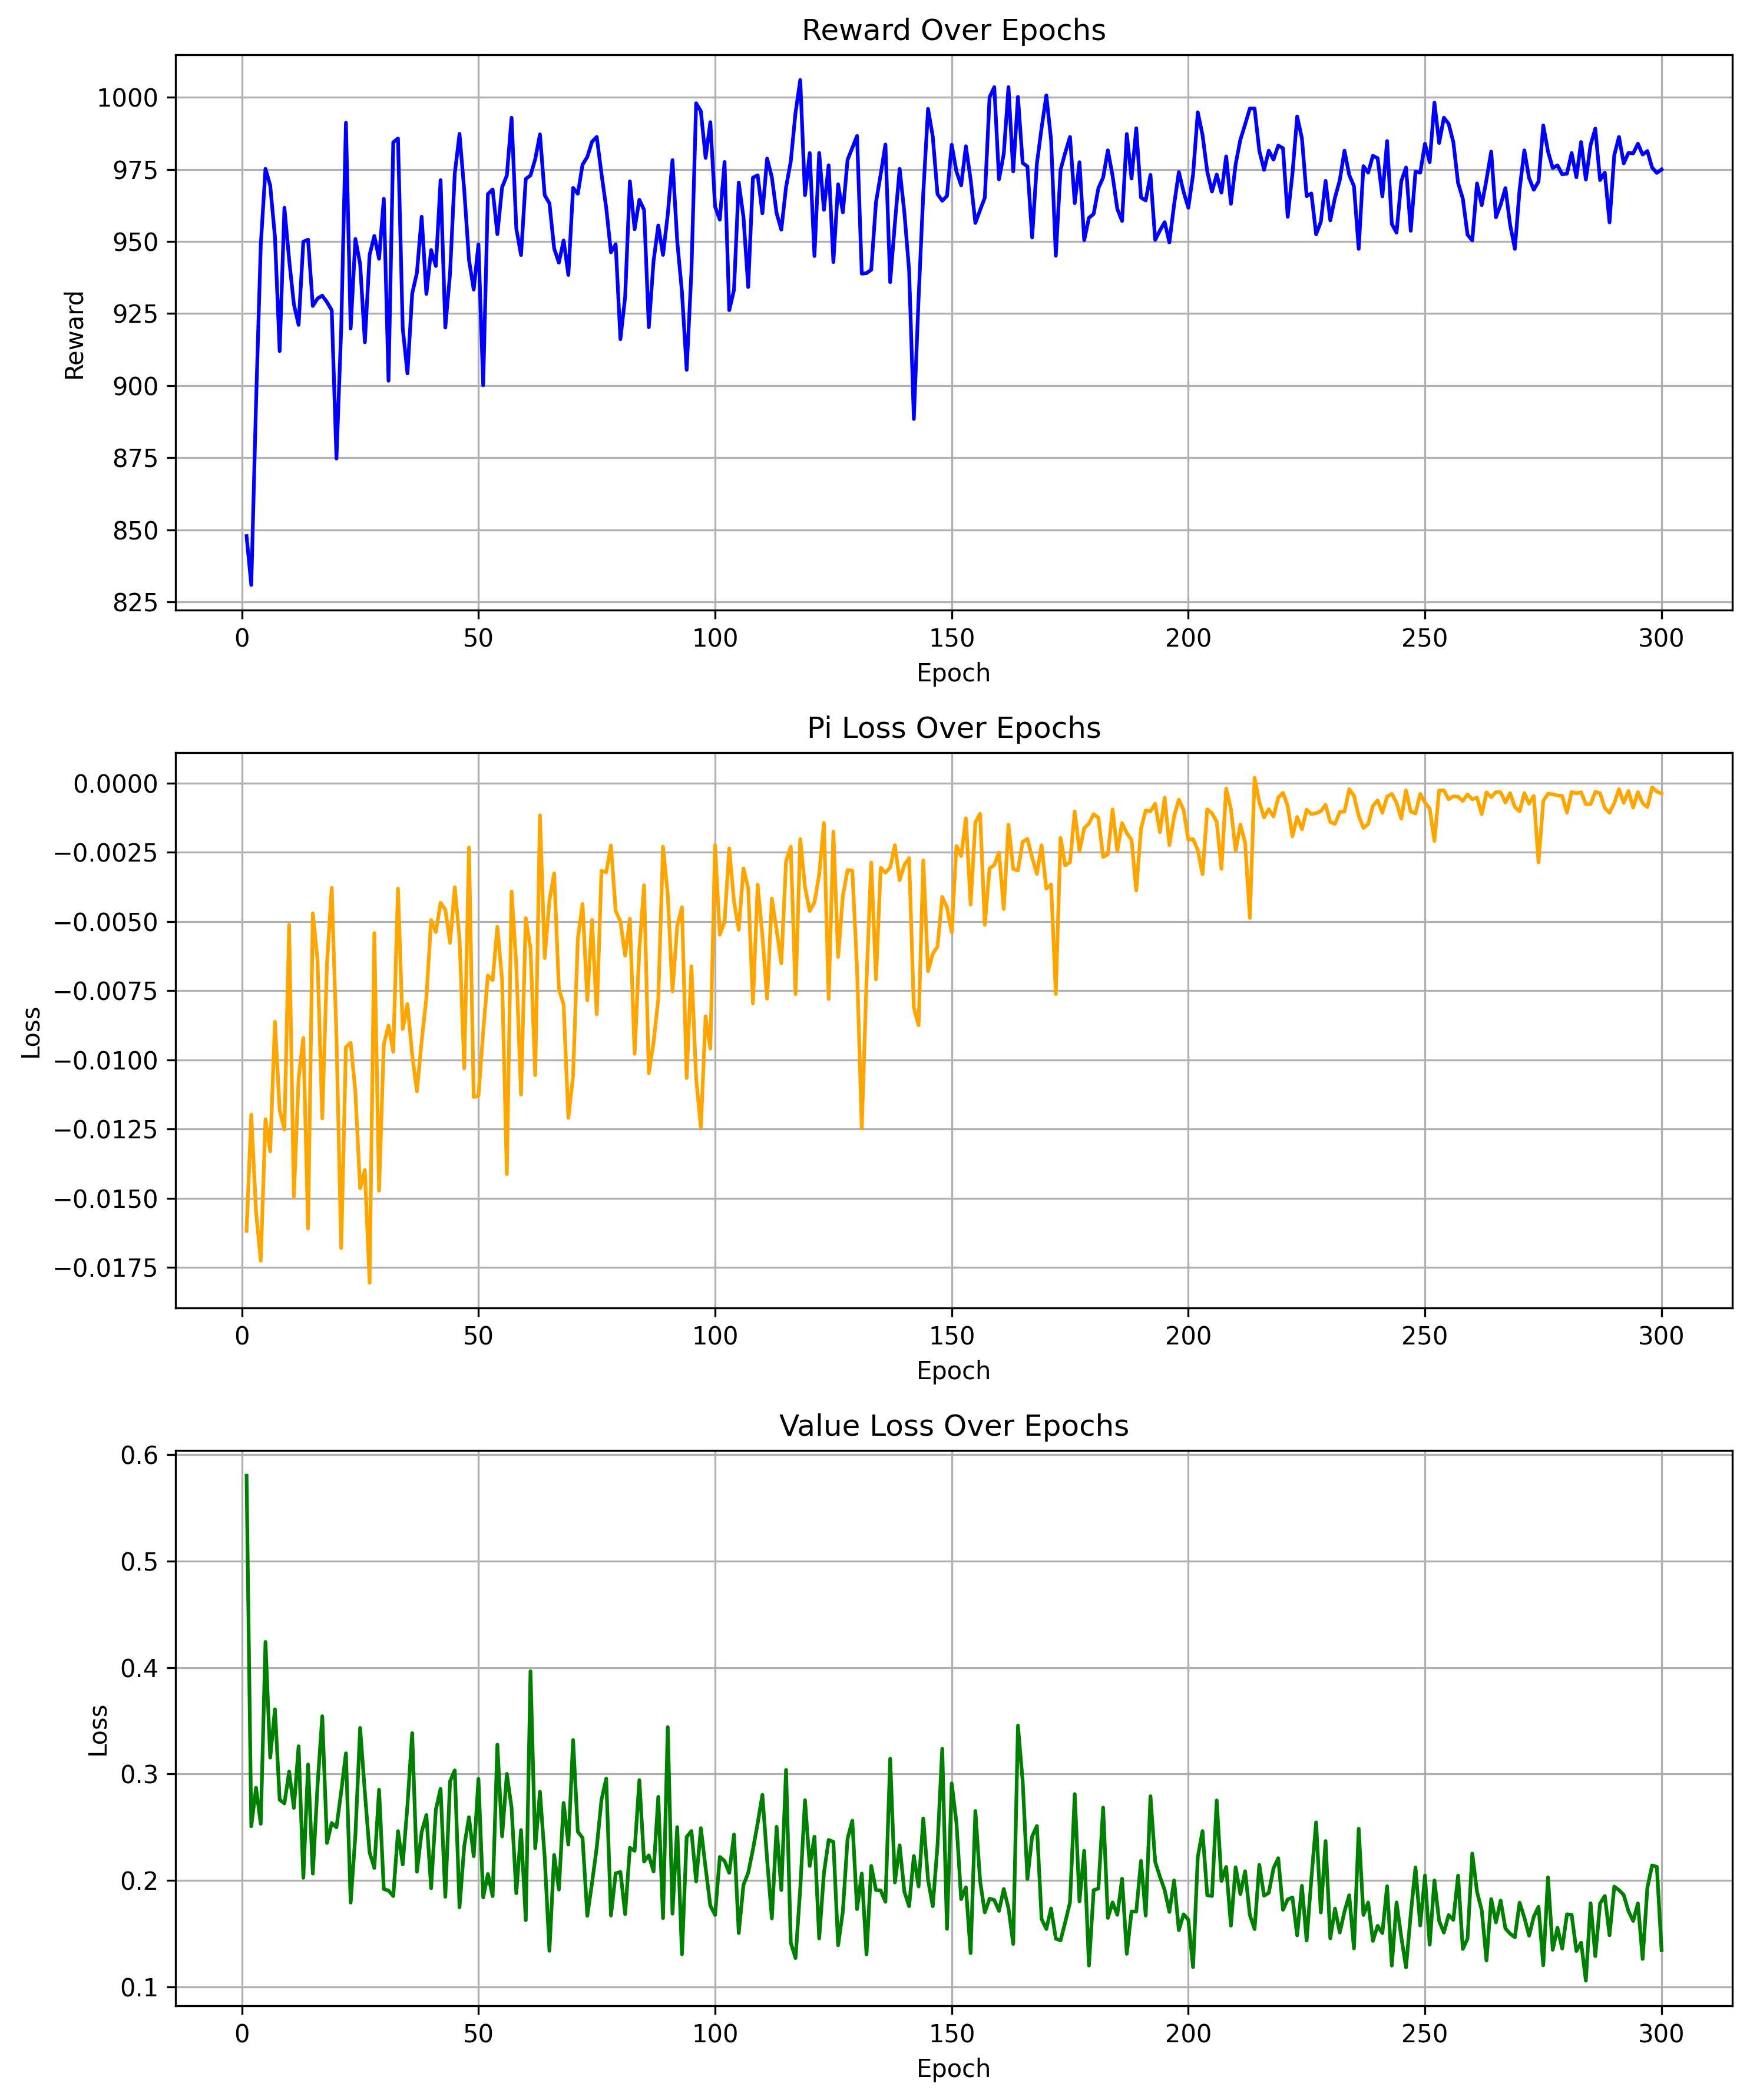 Reward Over Epochs
1000
975
950
925
900
875
850
825
Reward
0 50 100 150 200 250 300
Epoch
Pi Loss Over Epochs
0.0000
−0.0025
−0.0050
−0.0075
−0.0100
−0.0125
−0.0150
−0.0175
Loss
0 50 100 150 200 250 300
Epoch
Value Loss Over Epochs
0.6
0.5
0.4
0.3
0.2
0.1
Loss
0 50 100 150 200 250 300
Epoch